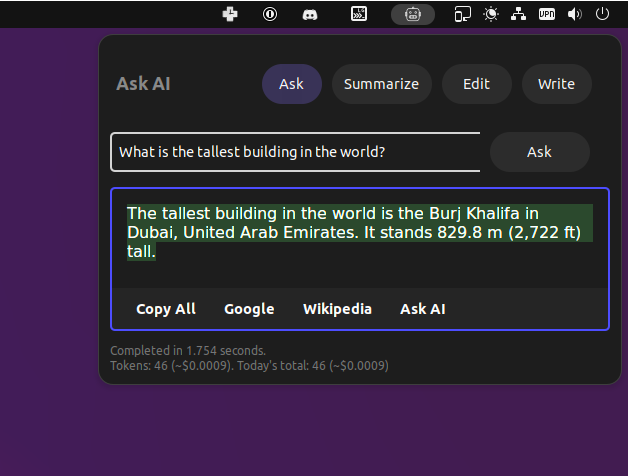 VPN
Ask AI
Ask Summarize Edit Write
What is the tallest building in the world? Ask
The tallest building in the world is the Burj Khalifa in
Dubai, United Arab Emirates. It stands 829.8 m (2,722 ft)
tall.
Copy All Google Wikipedia Ask AI
Completed in 1.754 seconds.
Tokens: 46 (~$0.0009). Today's total: 46 (~$0.0009)